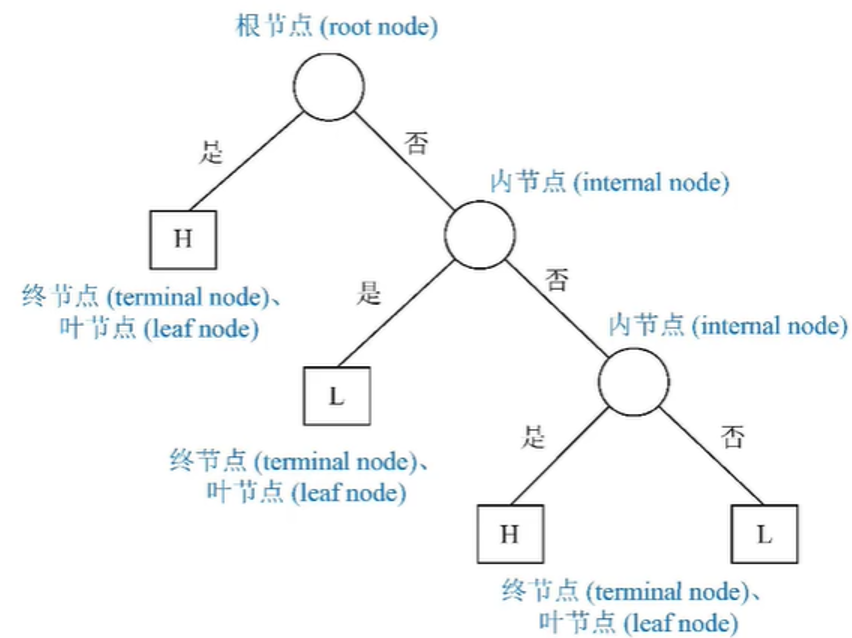 根节点 (root node)
是
否
内节点 (internal node)
H
终节点 (terminal node)、
叶节点 (leaf node)
是
否
内节点 (internal node)
L
终节点 (terminal node)、
叶节点 (leaf node)
是
否
H
L
终节点 (terminal node)、
叶节点 (leaf node)